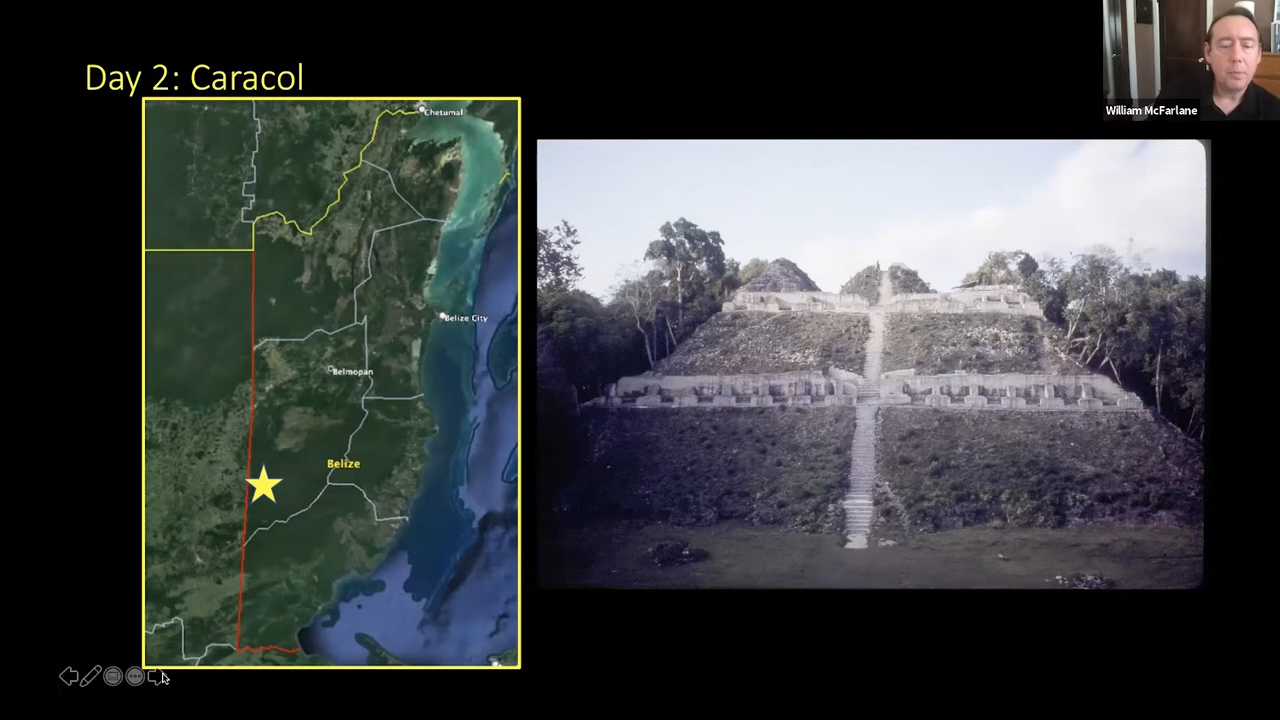 Day 2: Caracol
William McFarlane
Chetumal
Belize City
Belmopan
Belize